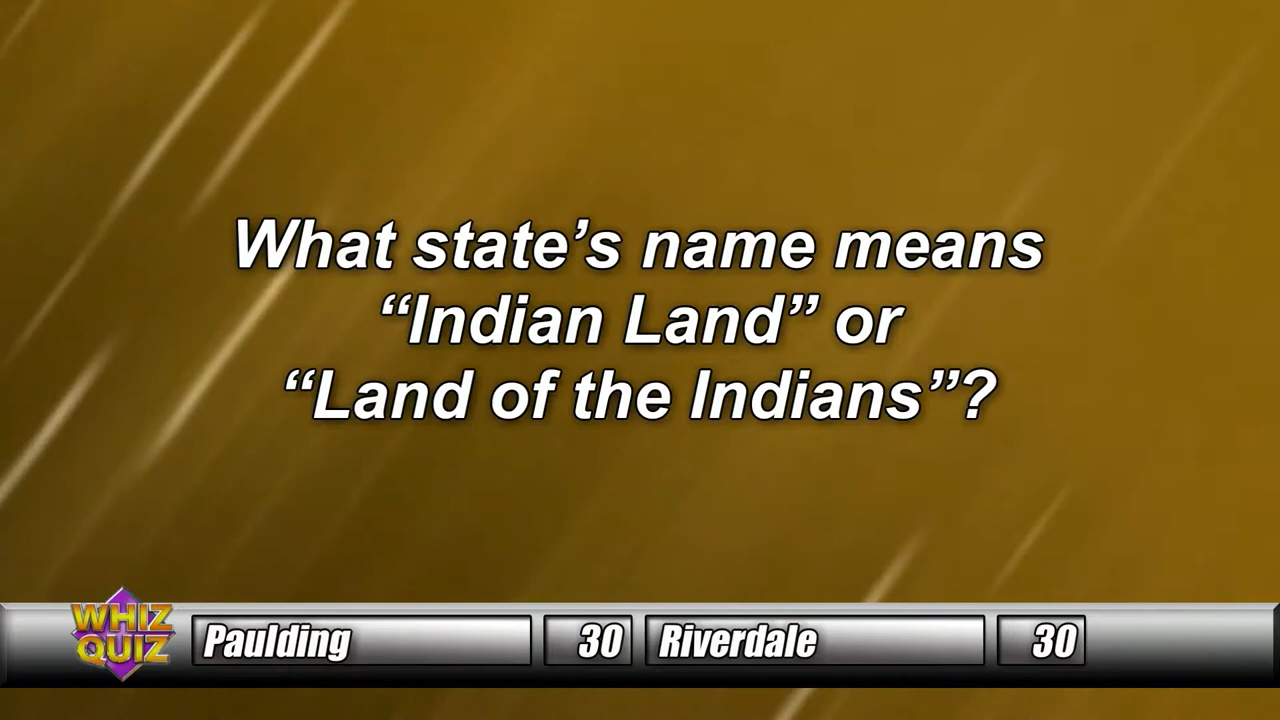 What state’s name means
“Indian Land” or
“Land of the Indians”?
WHIZ
QUIZ
Paulding 30 Riverdale 30